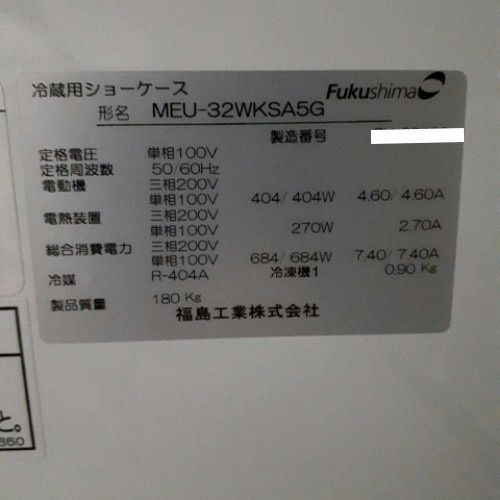 冷蔵用ショーケース Fukushima
形名 MEU-32WKSA5G
製造番号
定格電圧 単相100V
定格周波数 50/60Hz
電動機 三相200V
単相100V 404/404W 4.60/4.60A
電熱装置 三相200V
単相100V 270W 2.70A
総合消費電力 三相200V
単相100V 684/684W 7.40/7.40A
冷媒 R-404A 冷凍機1 0.90 Kg
製品質量 180 Kg
福島工業株式会社
と。
350